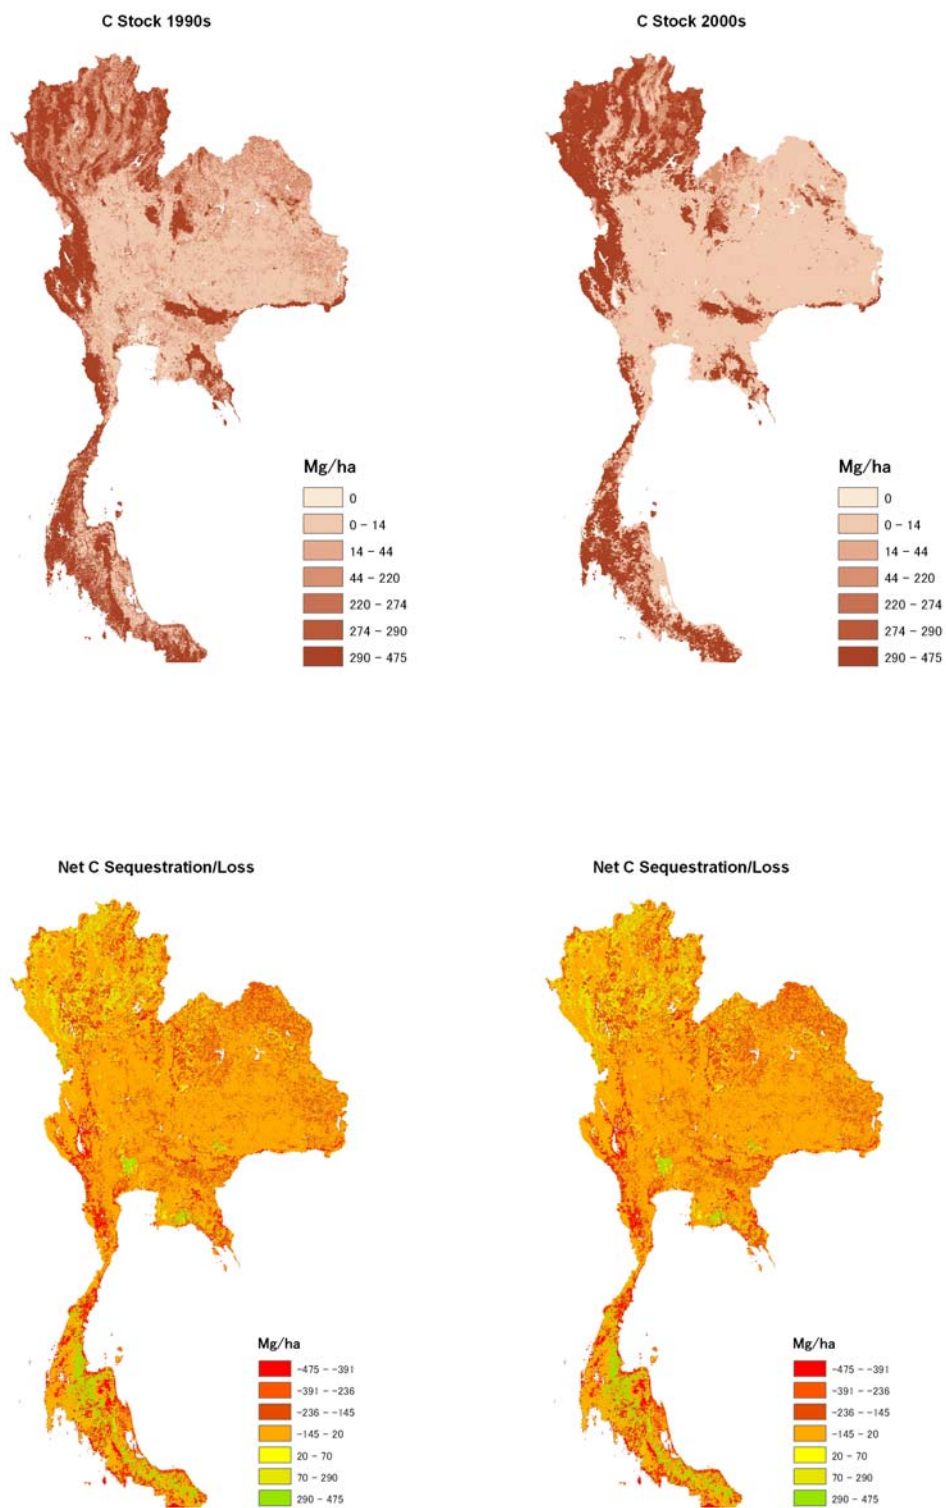 C Stock 1990s
C Stock 2000s
Mg/ha
0
0 – 14
14 – 44
44 – 220
220 – 274
274 – 290
290 – 475
Mg/ha
0
0 – 14
14 – 44
44 – 220
220 – 274
274 – 290
290 – 475
Net C Sequestration/Loss
Net C Sequestration/Loss
Mg/ha
-475 – -391
-391 – -236
-236 – -145
-145 – 20
20 – 70
70 – 290
290 – 475
Mg/ha
-475 – -391
-391 – -236
-236 – -145
-145 – 20
20 – 70
70 – 290
290 – 475